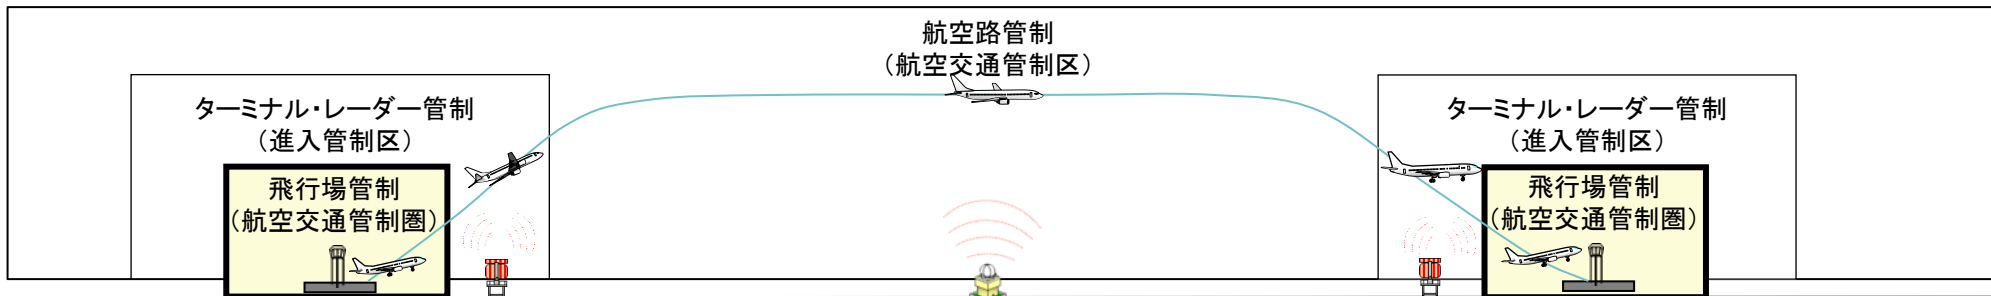 航空路管制
（航空交通管制区）
ターミナル・レーダー管制
（進入管制区）
飛行場管制
（航空交通管制圏）
ターミナル・レーダー管制
（進入管制区）
飛行場管制
（航空交通管制圏）